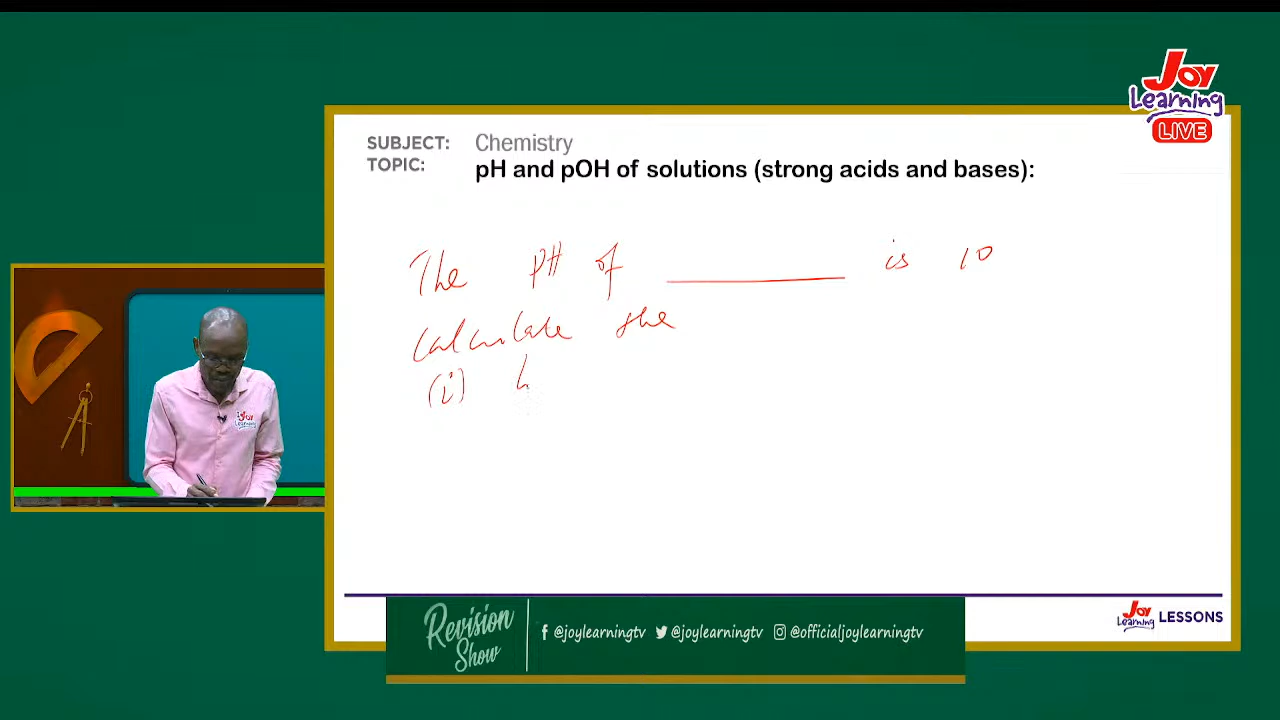 Joy
Learning
LIVE
SUBJECT: Chemistry
TOPIC: pH and pOH of solutions (strong acids and bases):
The pH of ________ is 10
calculate the
(i) h
Joy
Learning LESSONS
Revision
Show
@joylearningtv @joylearningtv @officialjoylearningtv